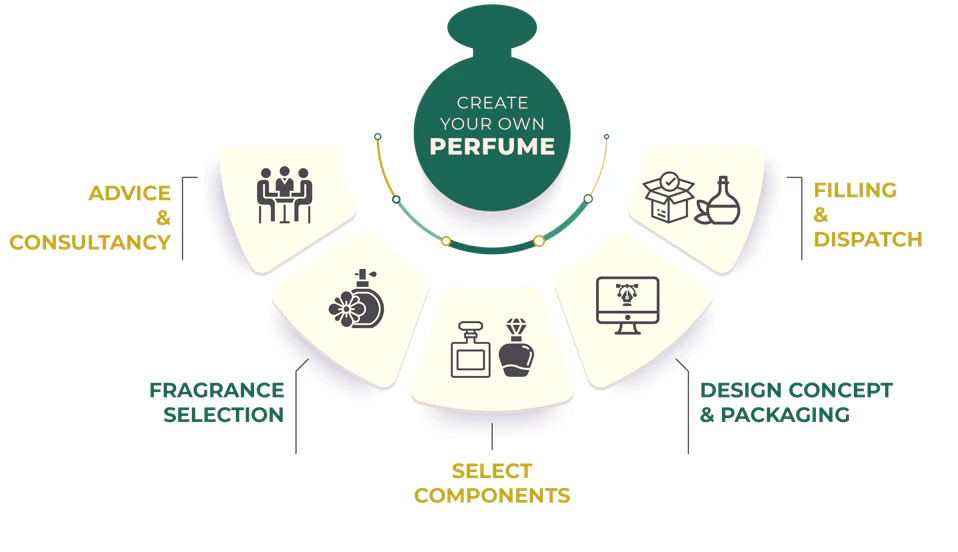 CREATE
YOUR OWN
PERFUME
ADVICE
&
CONSULTANCY
FRAGRANCE
SELECTION
SELECT
COMPONENTS
DESIGN CONCEPT
& PACKAGING
FILLING
&
DISPATCH